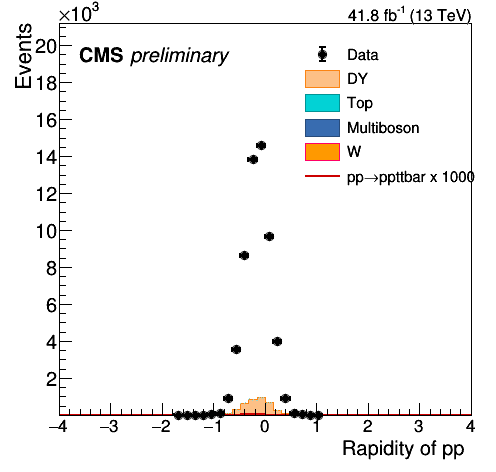 ×10³ 41.8 fb⁻¹ (13 TeV)
Events
CMS preliminary
Data
DY
Top
Multiboson
W
pp→ppttbar x 1000
20
18
16
14
12
10
8
6
4
2
−4 −3 −2 −1 0 1 2 3 4
Rapidity of pp